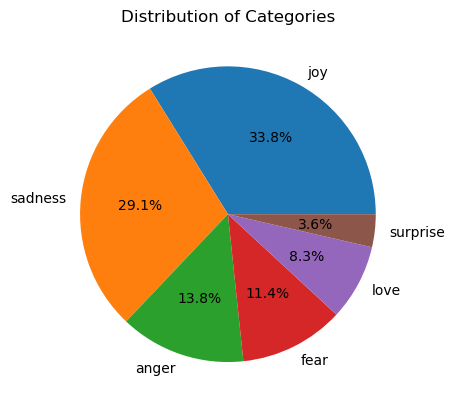 Distribution of Categories
joy
33.8%
sadness
29.1%
anger
13.8%
fear
11.4%
love
8.3%
surprise
3.6%